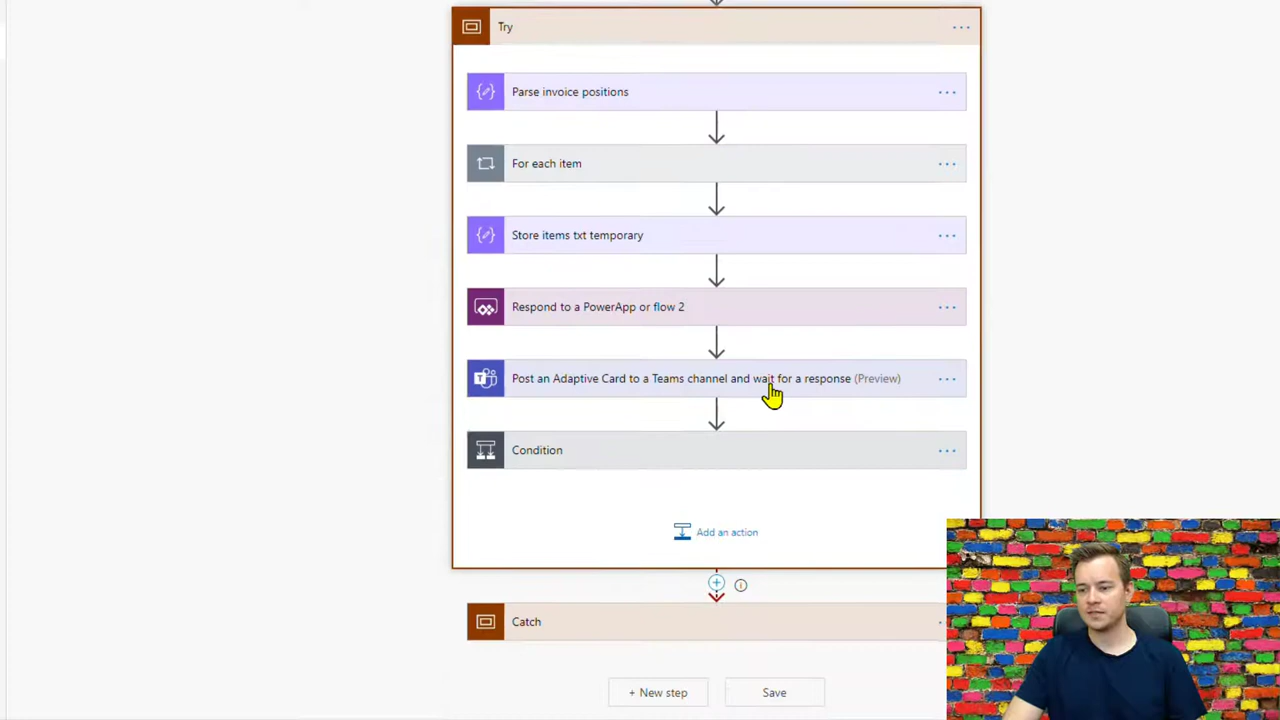 Try
Parse invoice positions
For each item
Store items txt temporary
Respond to a PowerApp or flow 2
Post an Adaptive Card to a Teams channel and wait for a response (Preview)
Condition
Add an action
Catch
+ New step
Save